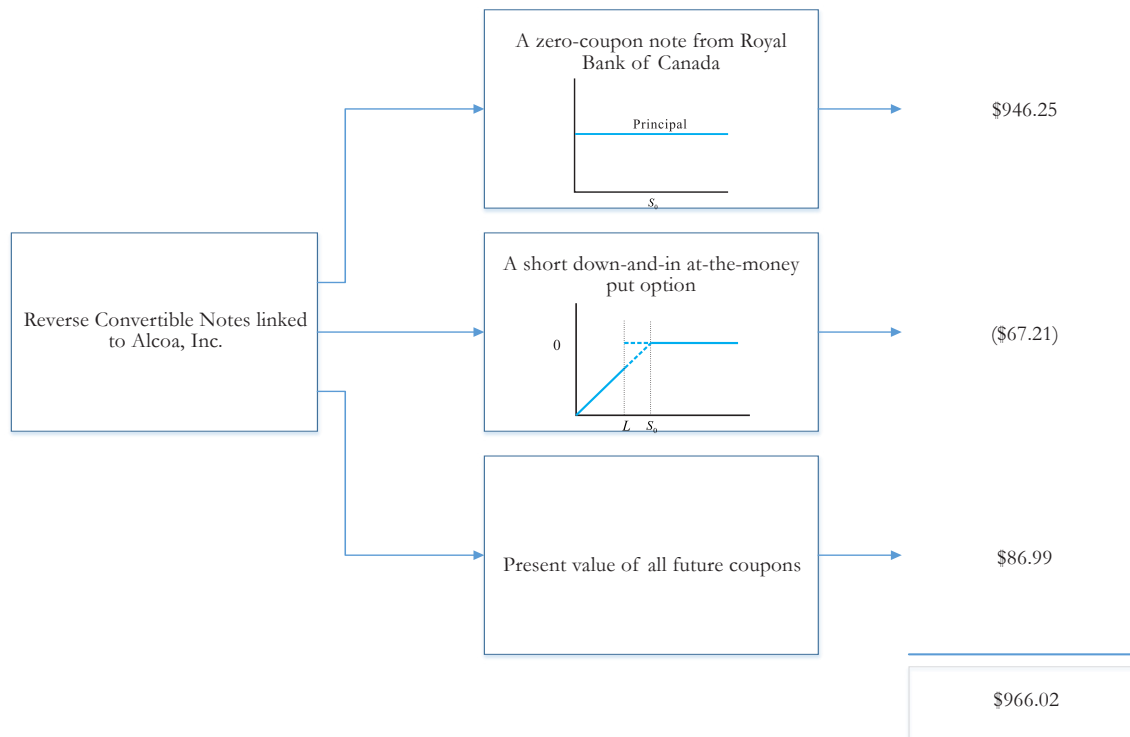 A zero-coupon note from Royal
Bank of Canada
Principal
S₀
$946.25
Reverse Convertible Notes linked
to Alcoa, Inc.
A short down-and-in at-the-money
put option
0
L S₀
($67.21)
Present value of all future coupons
$86.99
$966.02